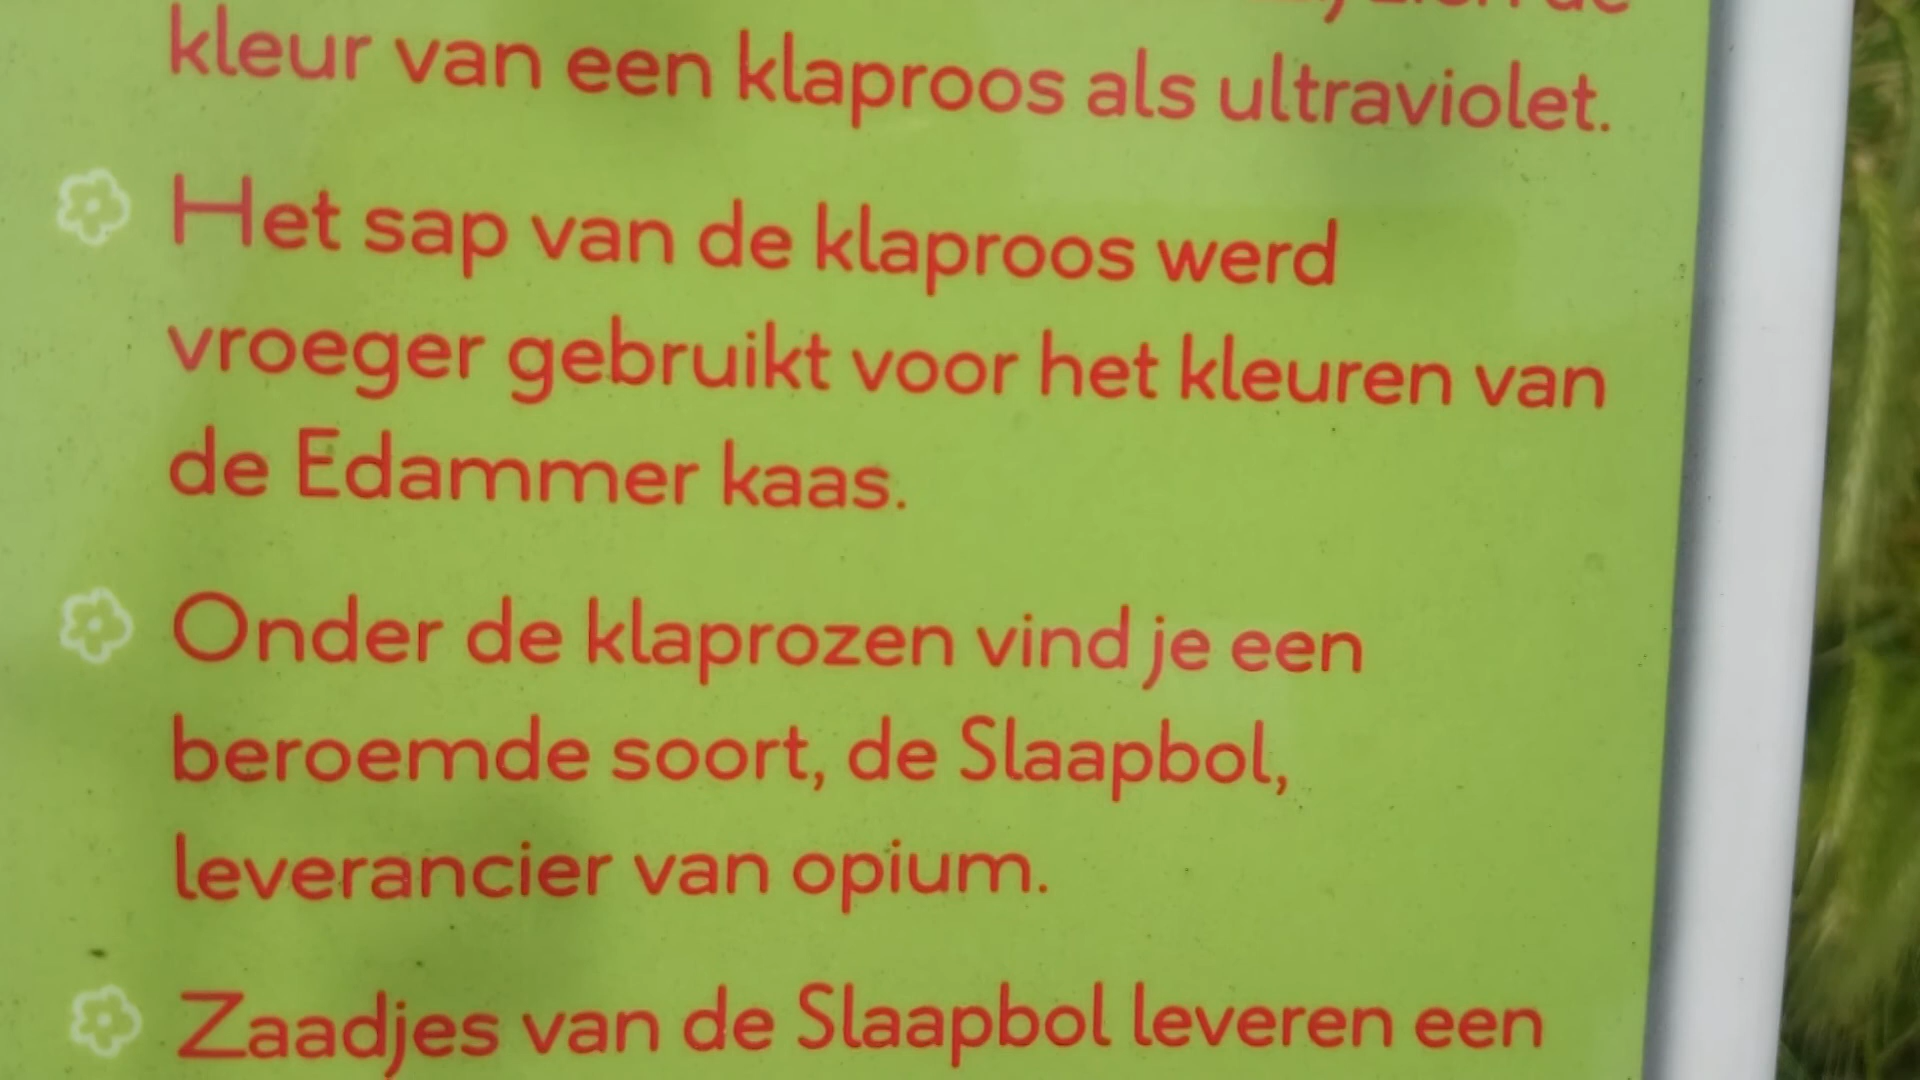 zien de
kleur van een klaproos als ultraviolet.
Het sap van de klaproos werd
vroeger gebruikt voor het kleuren van
de Edammer kaas.
Onder de klaprozen vind je een
beroemde soort, de Slaapbol,
leverancier van opium.
Zaadjes van de Slaapbol leveren een